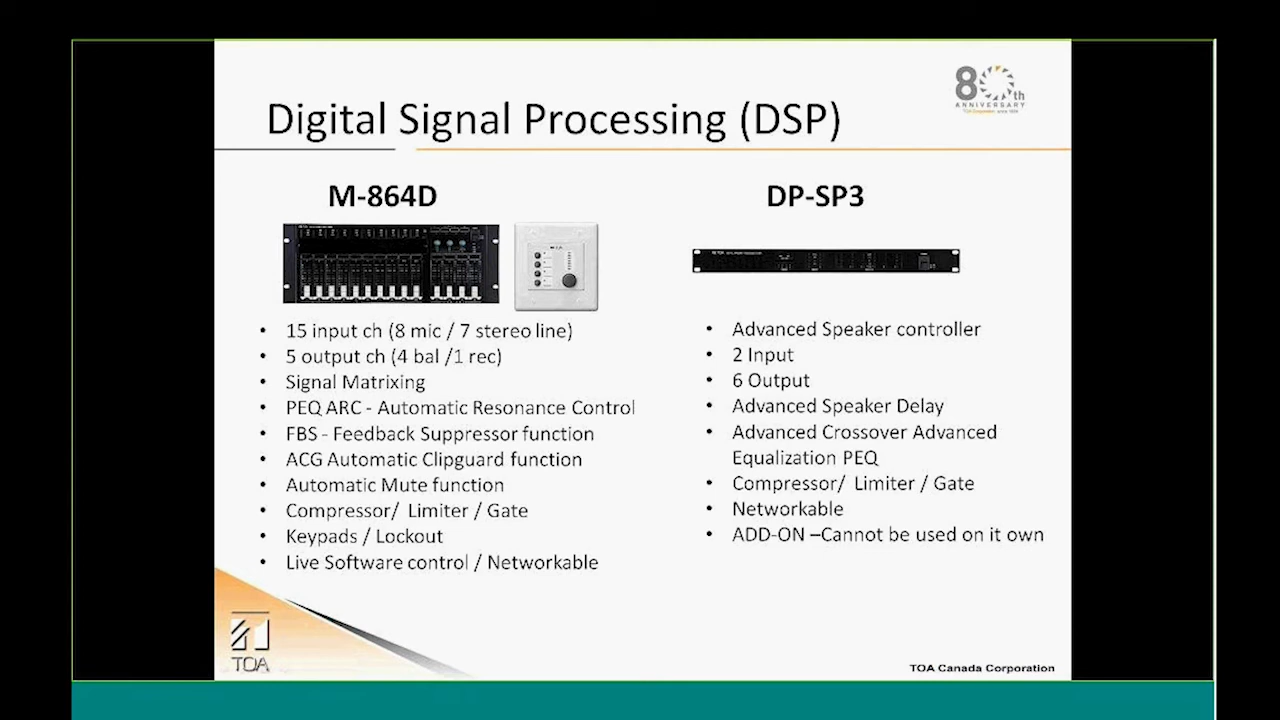 80th
ANNIVERSARY
Digital Signal Processing (DSP)
M-864D
• 15 input ch (8 mic / 7 stereo line)
• 5 output ch (4 bal /1 rec)
• Signal Matrixing
• PEQ ARC - Automatic Resonance Control
• FBS - Feedback Suppressor function
• ACG Automatic Clipguard function
• Automatic Mute function
• Compressor/ Limiter / Gate
• Keypads / Lockout
• Live Software control / Networkable
DP-SP3
• Advanced Speaker controller
• 2 Input
• 6 Output
• Advanced Speaker Delay
• Advanced Crossover Advanced
Equalization PEQ
• Compressor/ Limiter / Gate
• Networkable
• ADD-ON –Cannot be used on it own
TOA
TOA Canada Corporation